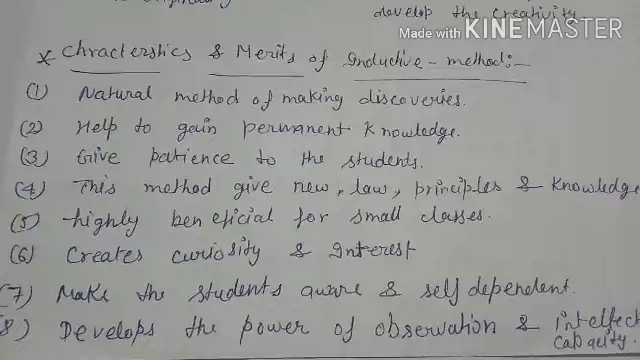 develop the creativity
Made with KINEMASTER
* Chracterstics & Merits of Inductive-method:-
(1) Natural method of making discoveries.
(2) Help to gain permanent knowledge.
(3) Give patience to the students.
(4) This method give new, law, principles & knowledge
(5) highly beneficial for small classes.
(6) Creates curiosity & Interest
(7) Make the students aware & self dependent.
(8) Develops the power of observation & intellect
capacity.